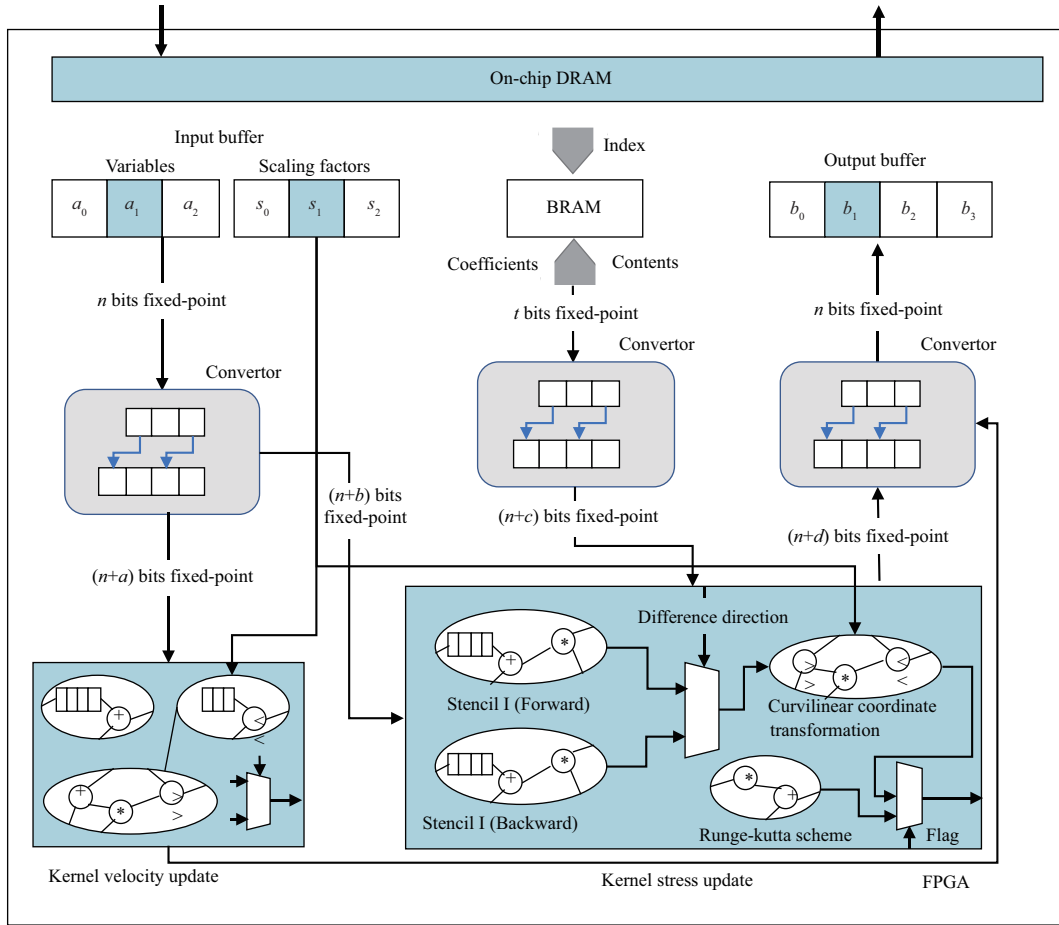 On-chip DRAM
Input buffer
Variables
Scaling factors
a0 a1 a2
s0 s1 s2
Index
BRAM
Coefficients
Contents
Output buffer
b0 b1 b2 b3
n bits fixed-point
t bits fixed-point
n bits fixed-point
Convertor
Convertor
Convertor
(n+b) bits
fixed-point
(n+c) bits fixed-point
(n+d) bits fixed-point
(n+a) bits fixed-point
Difference direction
+ *
Stencil I (Forward)
+ *
Stencil I (Backward)
> > * < <
Curvilinear coordinate
transformation
* +
Runge-kutta scheme
Flag
+
< <
+ * > >
Kernel velocity update
Kernel stress update
FPGA